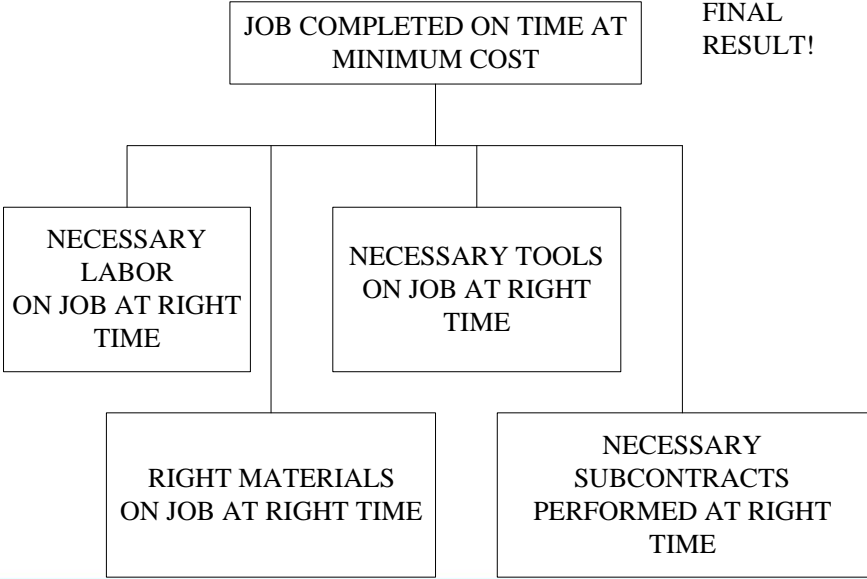 JOB COMPLETED ON TIME AT
MINIMUM COST
FINAL
RESULT!
NECESSARY
LABOR
ON JOB AT RIGHT
TIME
NECESSARY TOOLS
ON JOB AT RIGHT
TIME
RIGHT MATERIALS
ON JOB AT RIGHT TIME
NECESSARY
SUBCONTRACTS
PERFORMED AT RIGHT
TIME